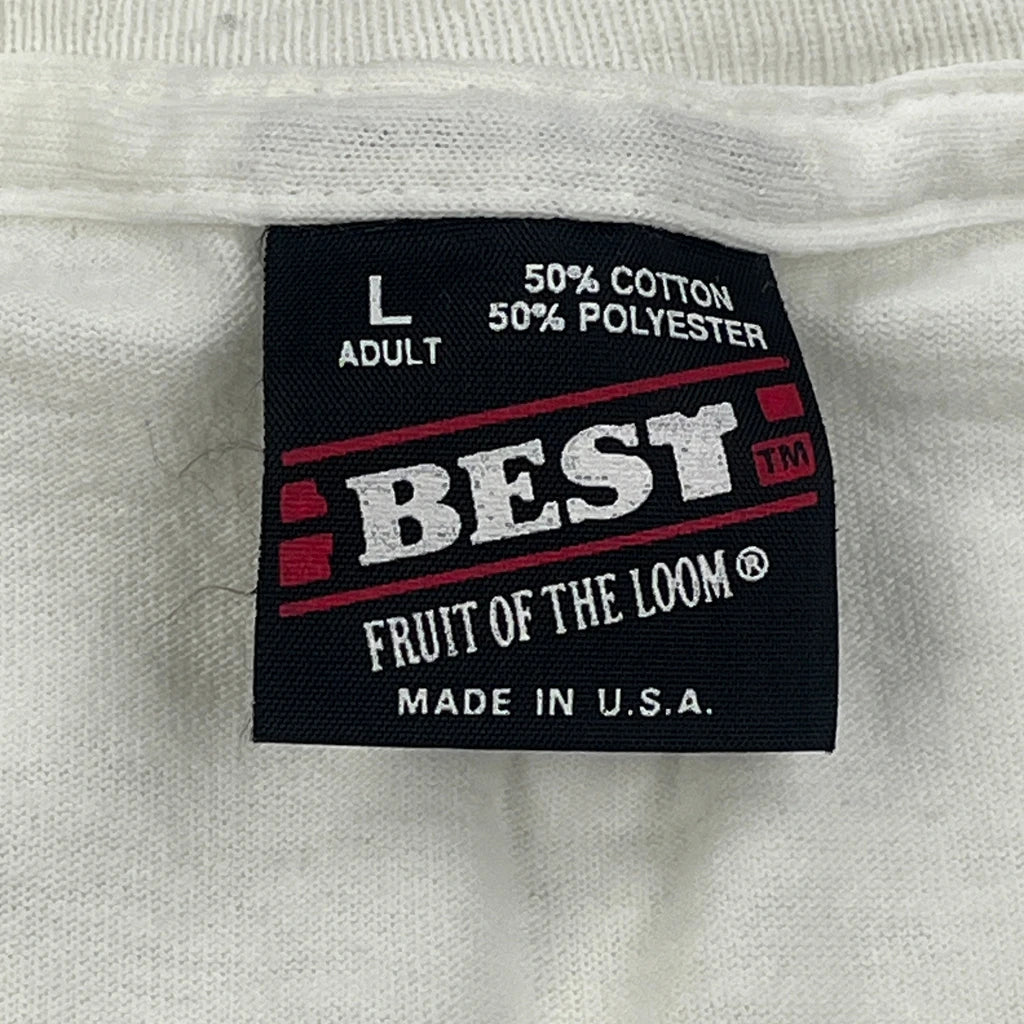 L
ADULT
50% COTTON
50% POLYESTER
BEST TM
FRUIT OF THE LOOM®
MADE IN U.S.A.